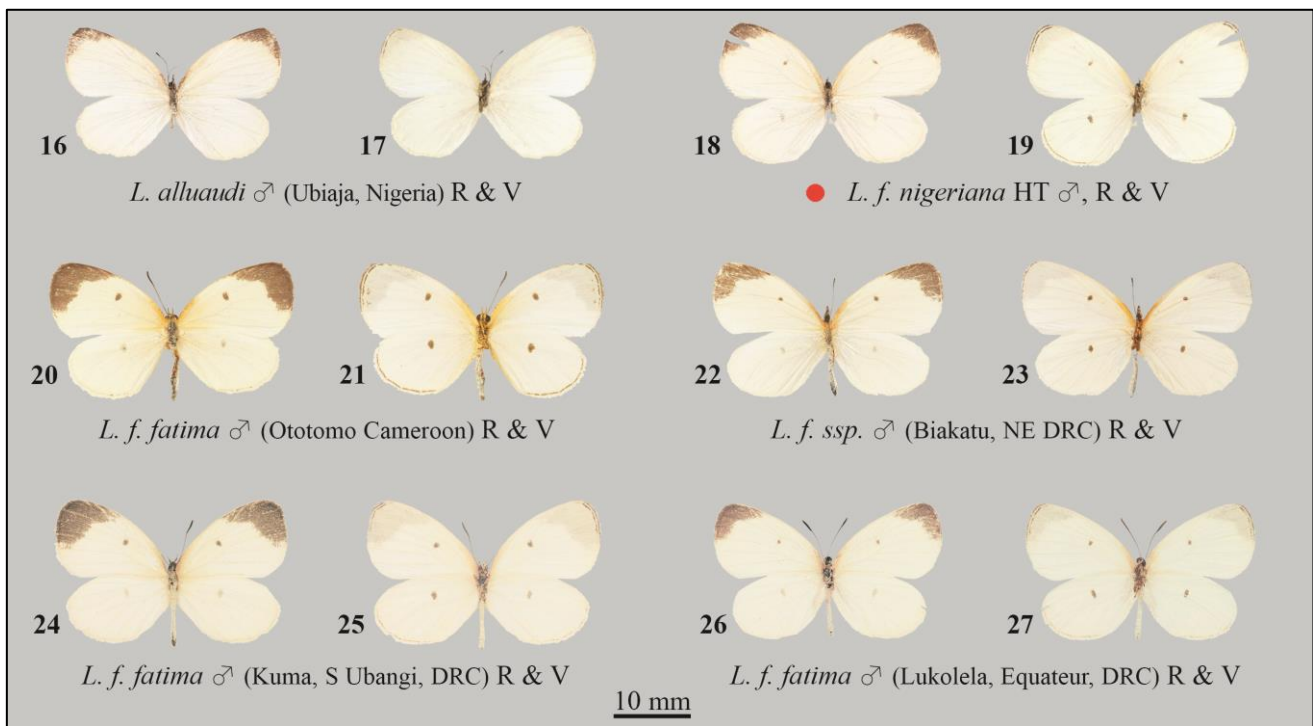 16 17 18 19
L. alluaudi ♂ (Ubiaja, Nigeria) R & V
L. f. nigeriana HT ♂, R & V
20 21 22 23
L. f. fatima ♂ (Ototomo Cameroon) R & V
L. f. ssp. ♂ (Biakatu, NE DRC) R & V
24 25 26 27
L. f. fatima ♂ (Kuma, S Ubangi, DRC) R & V
L. f. fatima ♂ (Lukolela, Equateur, DRC) R & V
10 mm